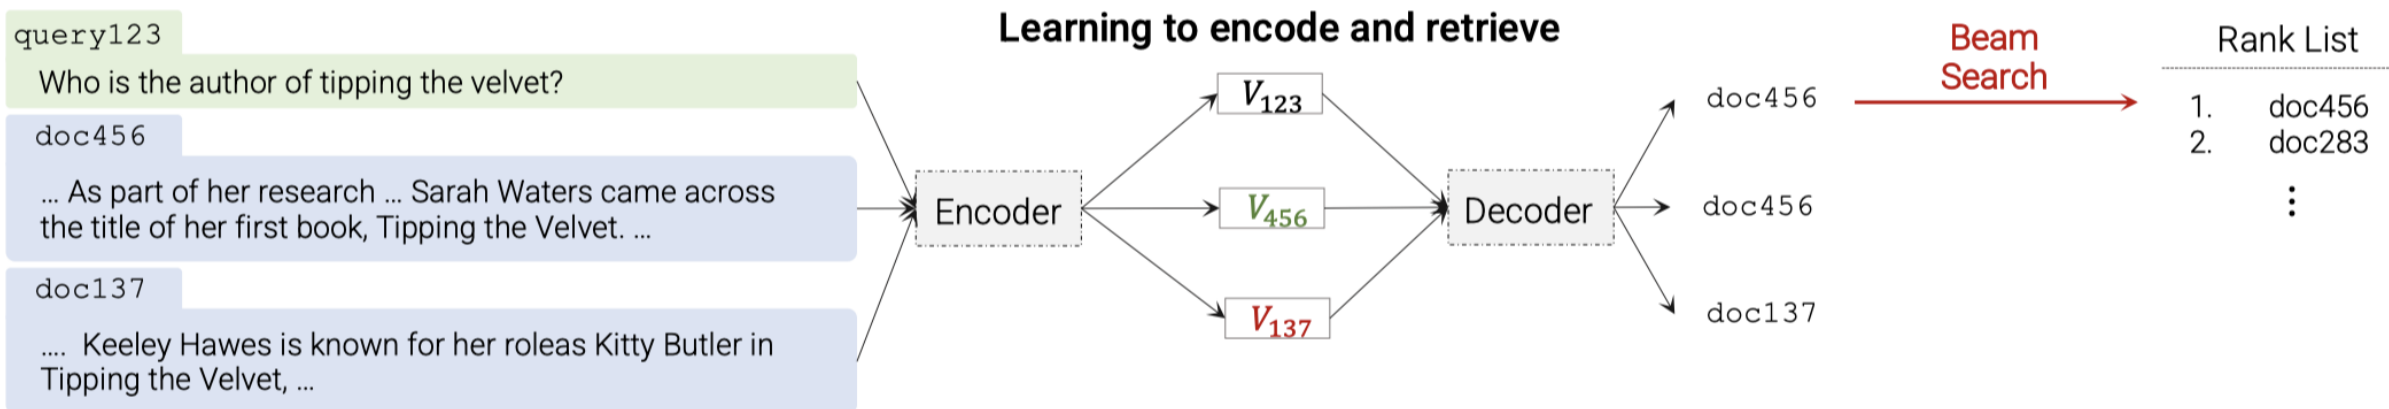 query123
Who is the author of tipping the velvet?
doc456
... As part of her research ... Sarah Waters came across
the title of her first book, Tipping the Velvet. ...
doc137
.... Keeley Hawes is known for her roleas Kitty Butler in
Tipping the Velvet, ...
Learning to encode and retrieve
Encoder
V123
V456
V137
Decoder
doc456
doc456
doc137
Beam
Search
Rank List
1. doc456
2. doc283
⋮